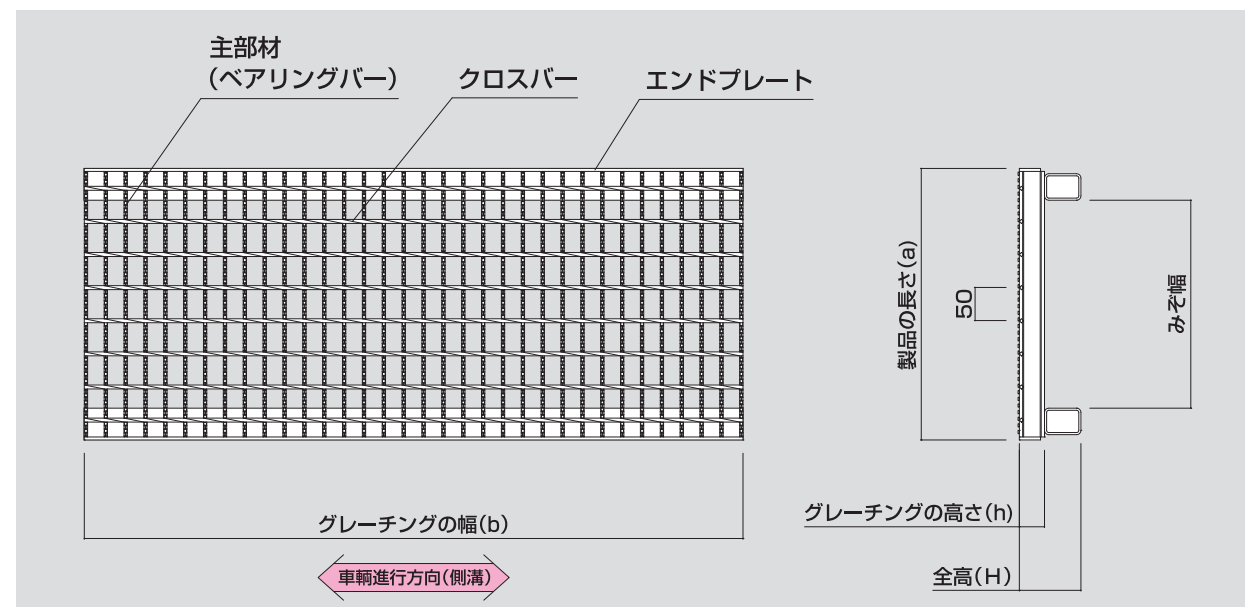 主部材
（ベアリングバー）
クロスバー
エンドプレート
製品の長さ(a)
50
みぞ幅
グレーチングの幅(b)
グレーチングの高さ(h)
車輌進行方向(側溝)
全高(H)